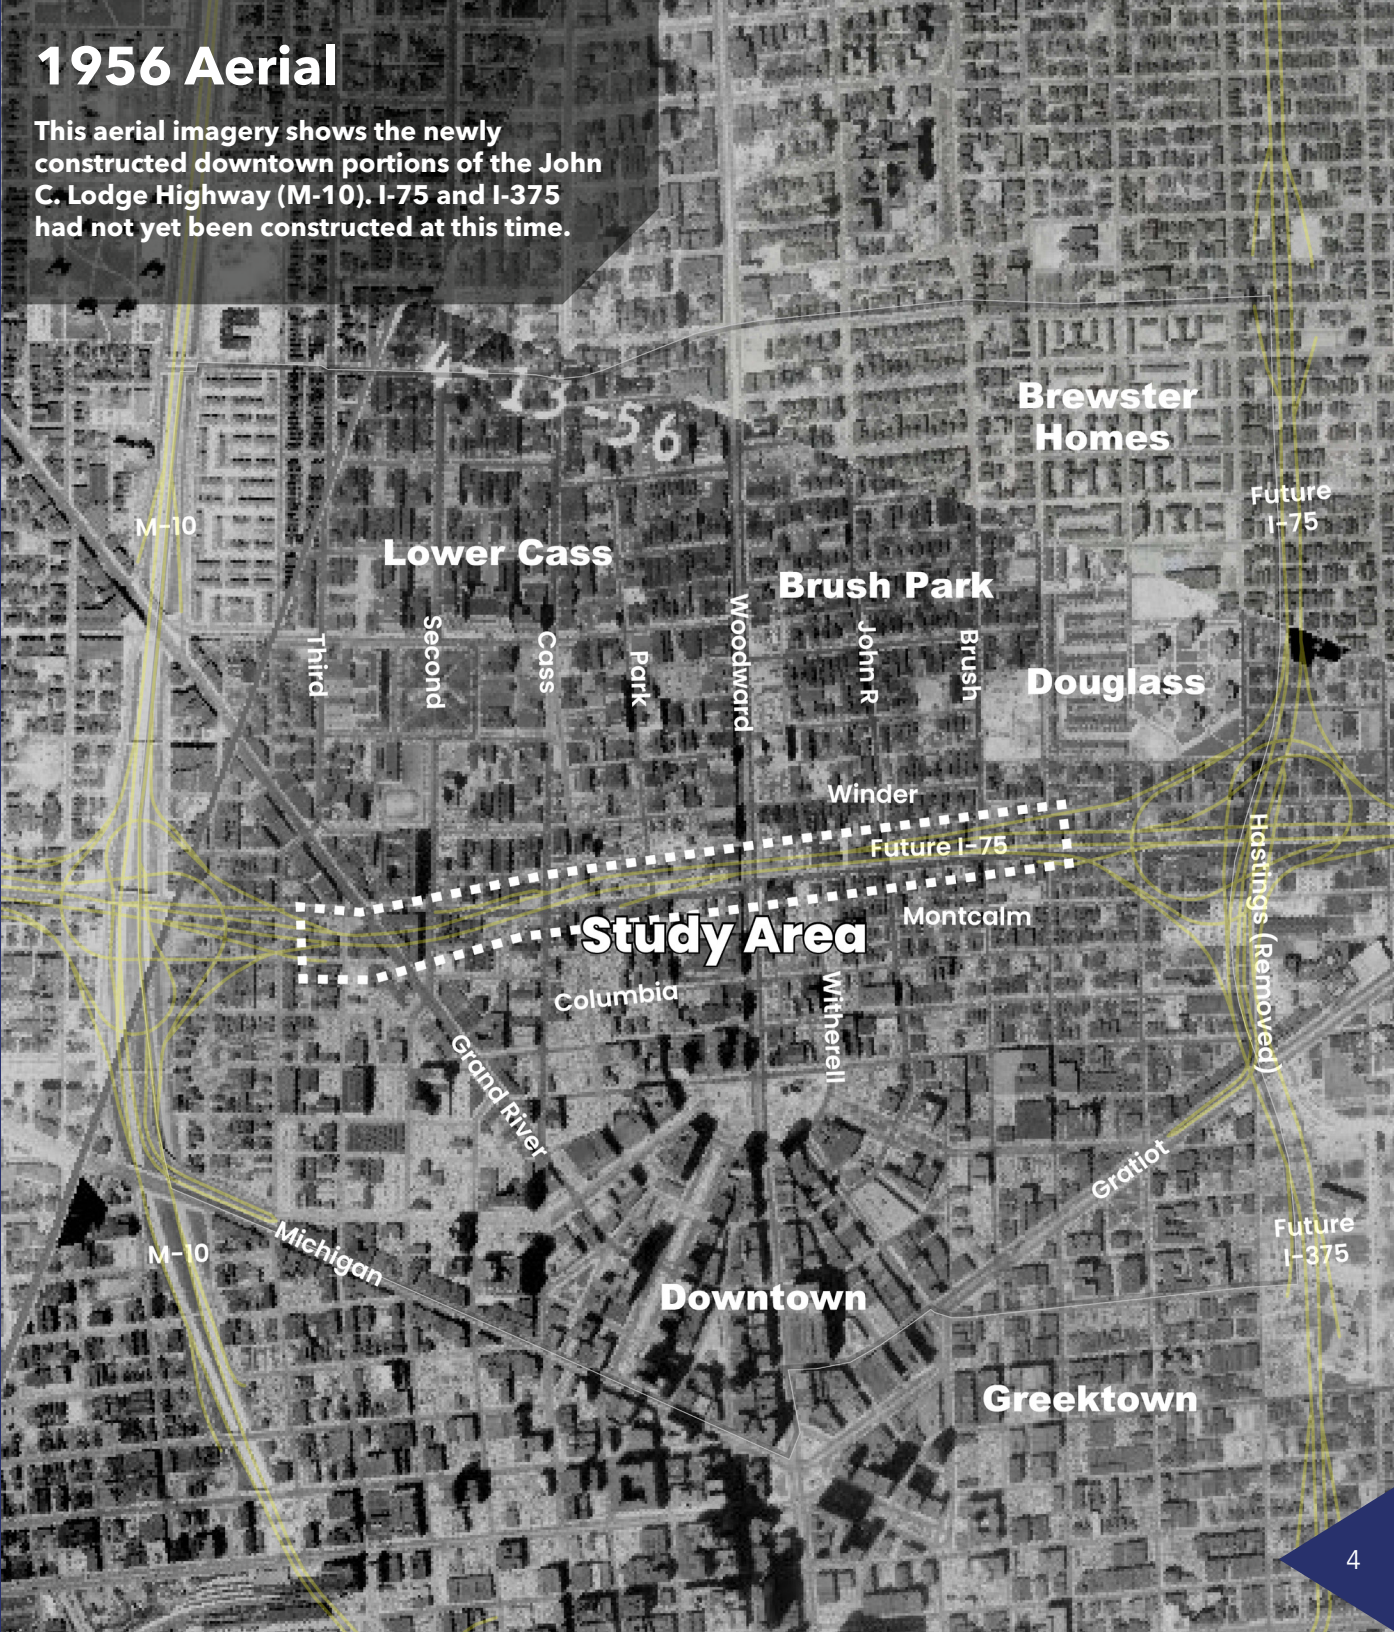 1956 Aerial
This aerial imagery shows the newly
constructed downtown portions of the John
C. Lodge Highway (M-10). I-75 and I-375
had not yet been constructed at this time.
4-13-56
Brewster
Homes
Future
I-75
M-10
Lower Cass
Brush Park
Third
Second
Cass
Park
Woodward
John R
Brush
Douglass
Winder
Future I-75
Hastings (Removed)
Montcalm
Study Area
Columbia
Witherell
Grand River
Gratiot
Future
I-375
M-10
Michigan
Downtown
Greektown
4